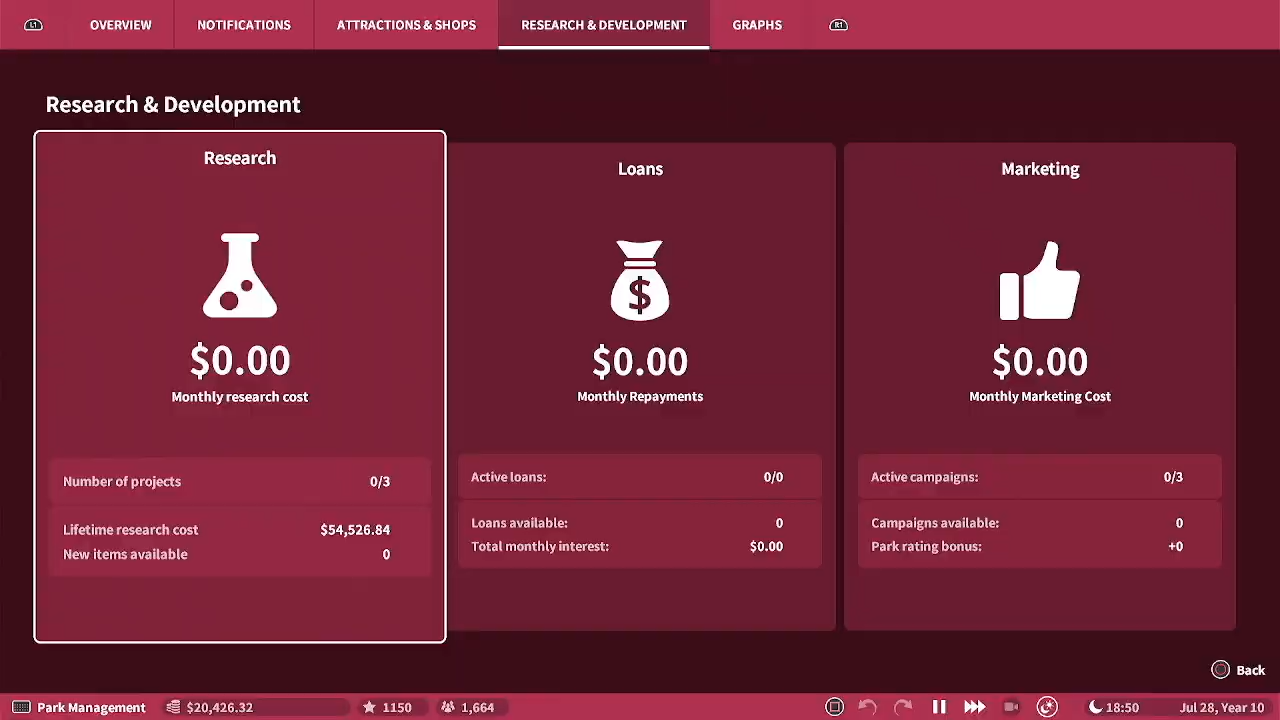 L1 OVERVIEW NOTIFICATIONS ATTRACTIONS & SHOPS RESEARCH & DEVELOPMENT GRAPHS R1
Research & Development
Research
$0.00
Monthly research cost
Number of projects 0/3
Lifetime research cost $54,526.84
New items available 0
Loans
$0.00
Monthly Repayments
Active loans: 0/0
Loans available: 0
Total monthly interest: $0.00
Marketing
$0.00
Monthly Marketing Cost
Active campaigns: 0/3
Campaigns available: 0
Park rating bonus: +0
Back
Park Management $20,426.32 1150 1,664 18:50 Jul 28, Year 10